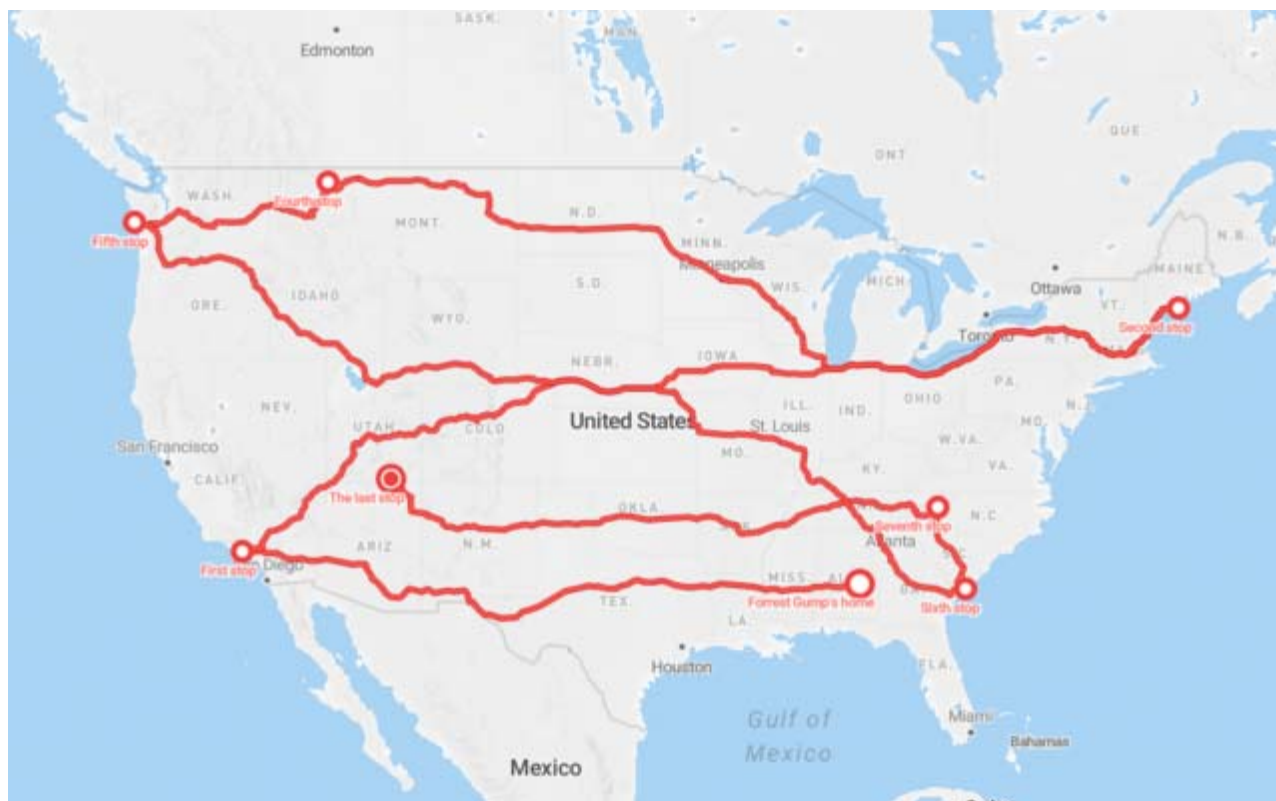 SASK.
MAN.
Edmonton
QUE.
ONT
WASH.
Fourth stop
MONT.
N.D.
N.B.
Fifth stop
MINN.
Minneapolis
MAINE
MICH
S.D.
WIS.
Ottawa
VT.
IDAHO
ORE.
WYO.
Toronto
Second stop
N.Y.
NEBR.
IOWA
PA.
NEV.
ILL.
IND.
OHIO
N.J.
United States
St. Louis
MD.
UTAH
COLO
W.VA.
San Francisco
MO.
KY.
VA.
CALIF.
The last stop
OKLA.
Seventh stop
N.C
Atlanta
ARIZ
N.M.
S.C.
First stop
San Diego
MISS.
TEX.
Forrest Gump's home
Sixth stop
LA.
Houston
FLA.
Gulf of
Mexico
Miami
Bahamas
Mexico